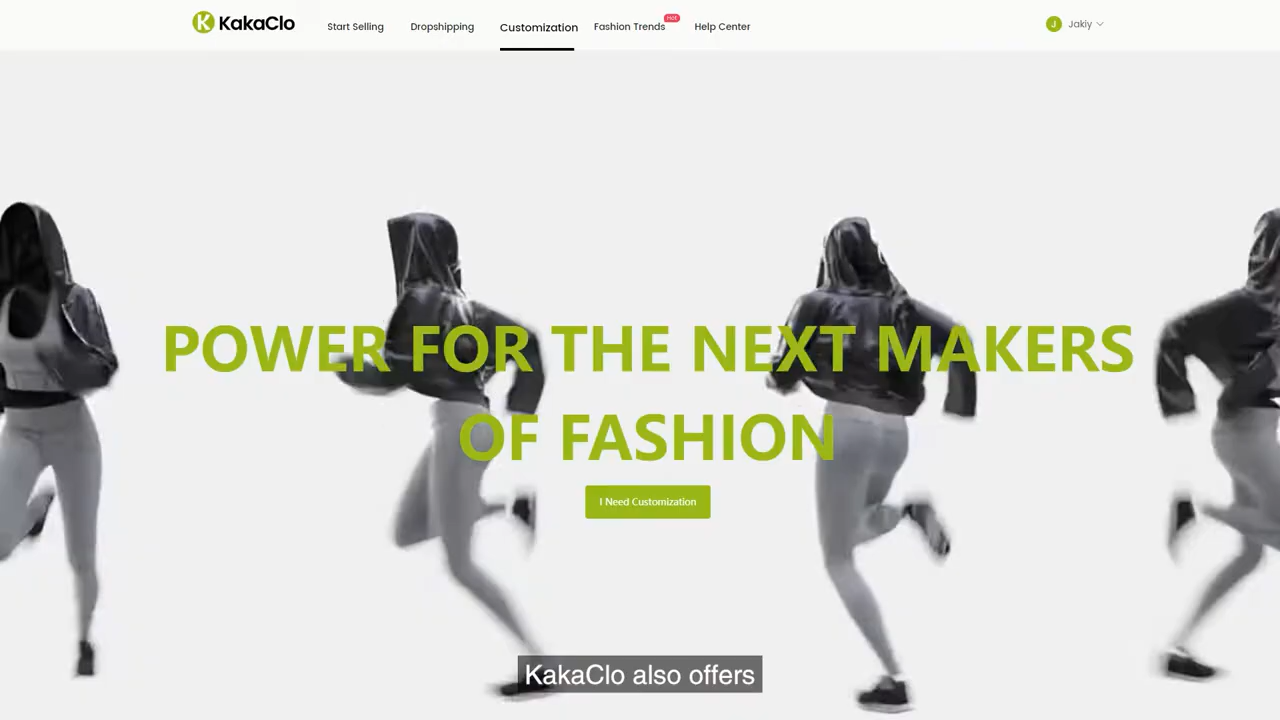 K KakaClo
Start Selling
Dropshipping
Customization
Fashion Trends
Hot
Help Center
J
Jakiy
POWER FOR THE NEXT MAKERS
OF FASHION
I Need Customization
KakaClo also offers